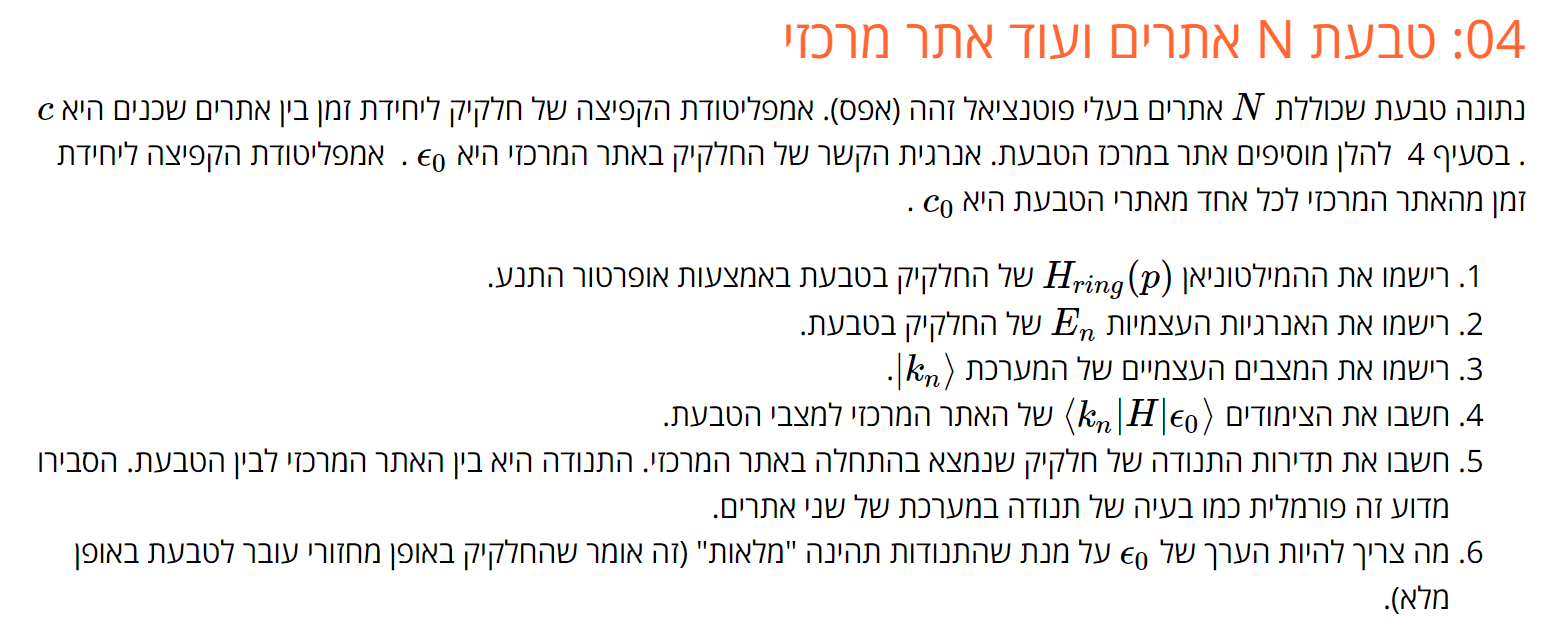 04: טבעת N אתרים ועוד אתר מרכזי
נתונה טבעת שכוללת N אתרים בעלי פוטנציאל זהה (אפס). אמפליטודת הקפיצה של חלקיק ליחידת זמן בין אתרים שכנים היא c
. בסעיף 4 להלן מוסיפים אתר במרכז הטבעת. אנרגית הקשר של החלקיק באתר המרכזי היא ϵ₀ . אמפליטודת הקפיצה ליחידת
זמן מהאתר המרכזי לכל אחד מאתרי הטבעת היא c₀ .
1. רישמו את ההמילטוניאן H_{ring}(p) של החלקיק בטבעת באמצעות אופרטור התנע.
2. רישמו את האנרגיות העצמיות E_n של החלקיק בטבעת.
3. רישמו את המצבים העצמיים של המערכת |k_n⟩.
4. חשבו את הצימודים ⟨k_n|H|ϵ₀⟩ של האתר המרכזי למצבי הטבעת.
5. חשבו את תדירות התנודה של חלקיק שנמצא בהתחלה באתר המרכזי. התנודה היא בין האתר המרכזי לבין הטבעת. הסבירו
מדוע זה פורמלית כמו בעיה של תנודה במערכת של שני אתרים.
6. מה צריך להיות הערך של ϵ₀ על מנת שהתנודות תהינה "מלאות" (זה אומר שהחלקיק באופן מחזורי עובר לטבעת באופן
מלא).